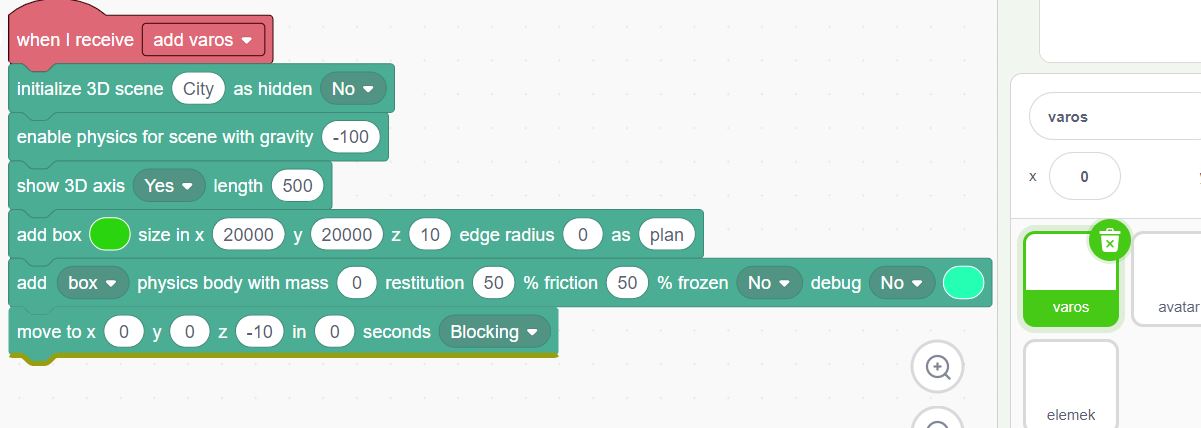 when I receive add varos
initialize 3D scene City as hidden No
enable physics for scene with gravity -100
show 3D axis Yes length 500
add box size in x 20000 y 20000 z 10 edge radius 0 as plan
add box physics body with mass 0 restitution 50 % friction 50 % frozen No debug No
move to x 0 y 0 z -10 in 0 seconds Blocking
varos
x 0
varos
avatar
elemek